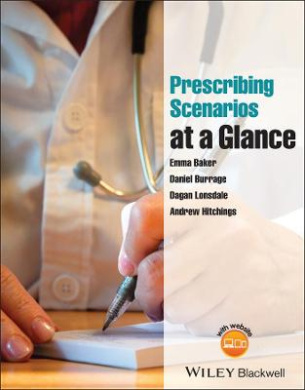 Prescribing
Scenarios
at a Glance
Emma Baker
Daniel Burrage
Dagan Lonsdale
Andrew Hitchings
with website
WILEY Blackwell